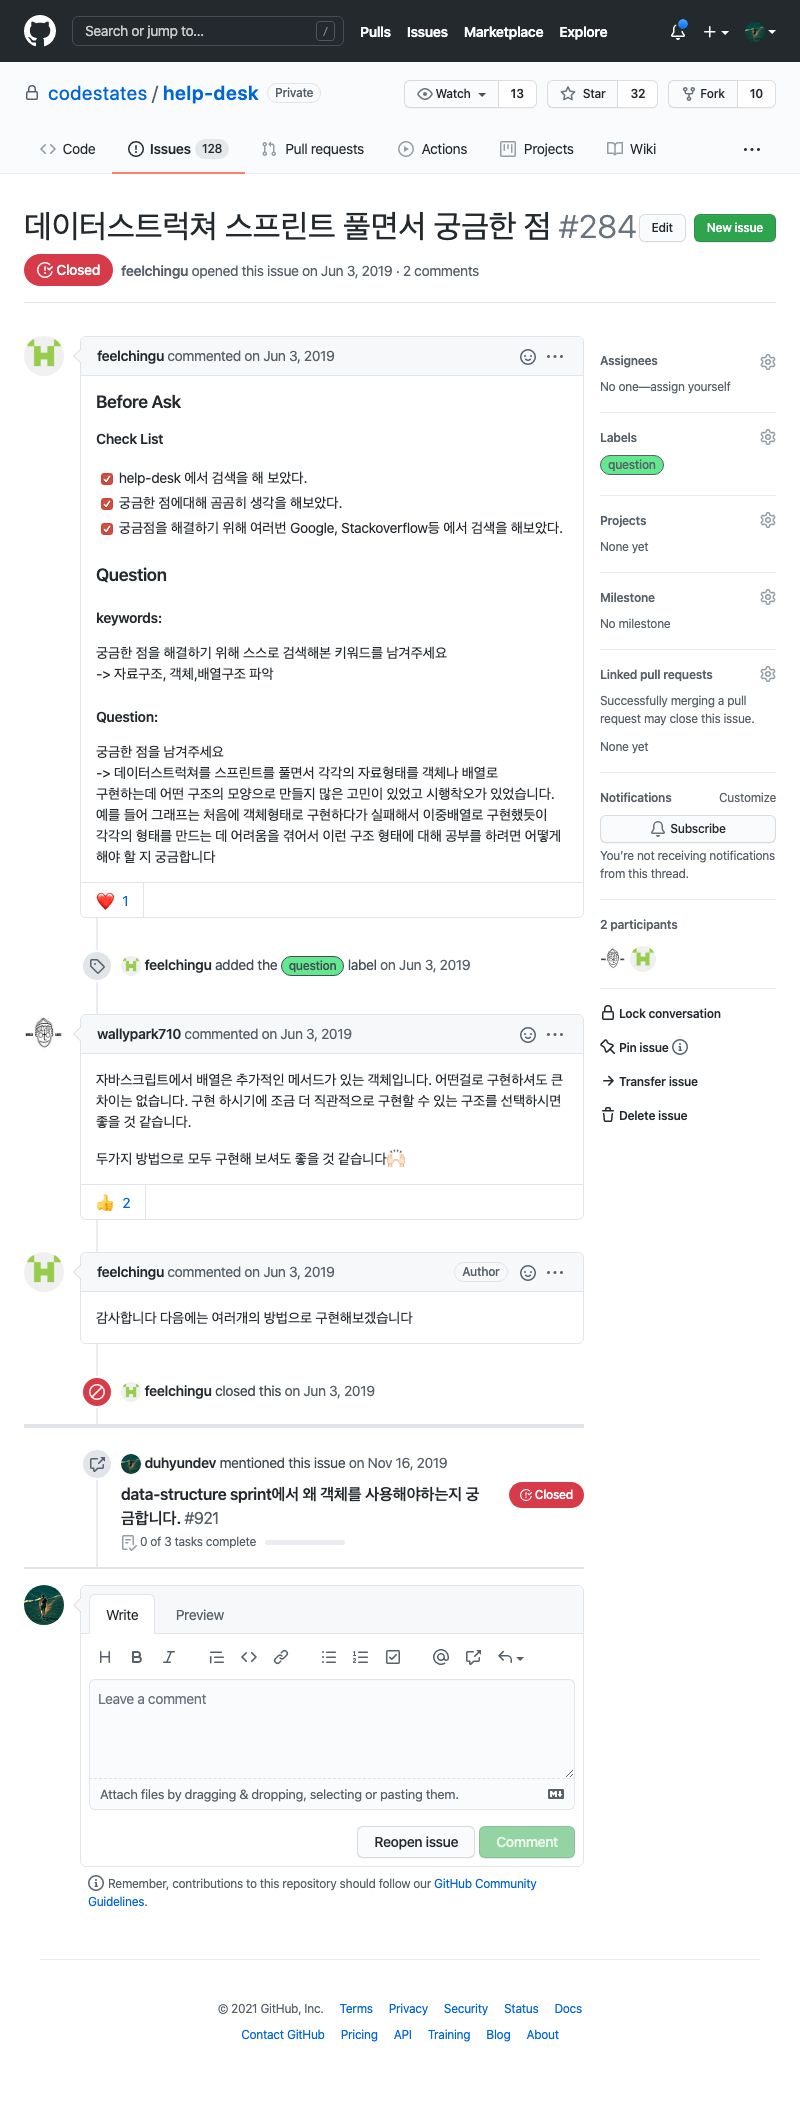 Search or jump to... /
Pulls Issues Marketplace Explore
codestates / help-desk Private
Watch 13 Star 32 Fork 10
Code Issues 128 Pull requests Actions Projects Wiki
데이터스트럭쳐 스프린트 풀면서 궁금한 점 #284
Edit New issue
Closed feelchingu opened this issue on Jun 3, 2019 · 2 comments
feelchingu commented on Jun 3, 2019
Before Ask
Check List
help-desk 에서 검색을 해 보았다.
궁금한 점에대해 곰곰히 생각을 해보았다.
궁금점을 해결하기 위해 여러번 Google, Stackoverflow등 에서 검색을 해보았다.
Question
keywords:
궁금한 점을 해결하기 위해 스스로 검색해본 키워드를 남겨주세요
-> 자료구조, 객체,배열구조 파악
Question:
궁금한 점을 남겨주세요
-> 데이터스트럭쳐를 스프린트를 풀면서 각각의 자료형태를 객체나 배열로
구현하는데 어떤 구조의 모양으로 만들지 많은 고민이 있었고 시행착오가 있었습니다.
예를 들어 그래프는 처음에 객체형태로 구현하다가 실패해서 이중배열로 구현했듯이
각각의 형태를 만드는 데 어려움을 겪어서 이런 구조 형태에 대해 공부를 하려면 어떻게
해야 할 지 궁금합니다
❤️ 1
feelchingu added the question label on Jun 3, 2019
wallypark710 commented on Jun 3, 2019
자바스크립트에서 배열은 추가적인 메서드가 있는 객체입니다. 어떤걸로 구현하셔도 큰
차이는 없습니다. 구현 하시기에 조금 더 직관적으로 구현할 수 있는 구조를 선택하시면
좋을 것 같습니다.
두가지 방법으로 모두 구현해 보셔도 좋을 것 같습니다🙌🏻
👍 2
feelchingu commented on Jun 3, 2019 Author
감사합니다 다음에는 여러개의 방법으로 구현해보겠습니다
feelchingu closed this on Jun 3, 2019
duhyundev mentioned this issue on Nov 16, 2019
data-structure sprint에서 왜 객체를 사용해야하는지 궁
금합니다. #921
Closed
0 of 3 tasks complete
Write Preview
Leave a comment
Attach files by dragging & dropping, selecting or pasting them.
Reopen issue Comment
Remember, contributions to this repository should follow our GitHub Community
Guidelines.
Assignees
No one—assign yourself
Labels
question
Projects
None yet
Milestone
No milestone
Linked pull requests
Successfully merging a pull
request may close this issue.
None yet
Notifications Customize
Subscribe
You're not receiving notifications
from this thread.
2 participants
Lock conversation
Pin issue
Transfer issue
Delete issue
© 2021 GitHub, Inc. Terms Privacy Security Status Docs
Contact GitHub Pricing API Training Blog About